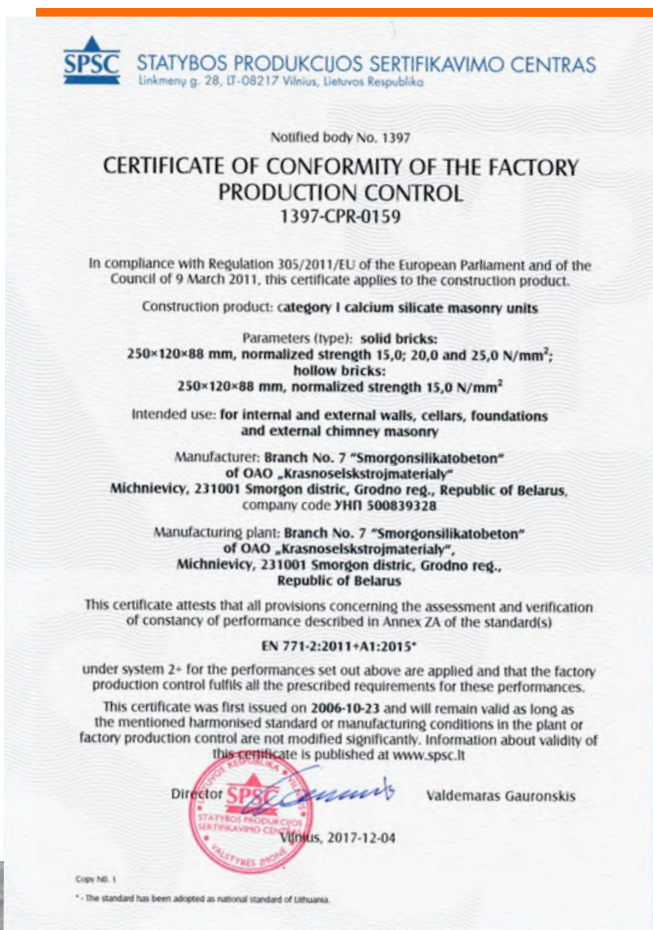 SPSC
STATYBOS PRODUKCIJOS SERTIFIKAVIMO CENTRAS
Linkmenų g. 28, LT-08217 Vilnius, Lietuvos Respublika
Notified body No. 1397
CERTIFICATE OF CONFORMITY OF THE FACTORY
PRODUCTION CONTROL
1397-CPR-0159
In compliance with Regulation 305/2011/EU of the European Parliament and of the
Council of 9 March 2011, this certificate applies to the construction product.
Construction product: category I calcium silicate masonry units
Parameters (type): solid bricks:
250×120×88 mm, normalized strength 15,0; 20,0 and 25,0 N/mm²;
hollow bricks:
250×120×88 mm, normalized strength 15,0 N/mm²
Intended use: for internal and external walls, cellars, foundations
and external chimney masonry
Manufacturer: Branch No. 7 "Smorgonsilikatobeton"
of OAO „Krasnoselskstrojmaterialy"
Michnievicy, 231001 Smorgon distric, Grodno reg., Republic of Belarus,
company code УНП 500839328
Manufacturing plant: Branch No. 7 "Smorgonsilikatobeton"
of OAO „Krasnoselskstrojmaterialy",
Michnievicy, 231001 Smorgon distric, Grodno reg.,
Republic of Belarus
This certificate attests that all provisions concerning the assessment and verification
of constancy of performance described in Annex ZA of the standard(s)
EN 771-2:2011+A1:2015*
under system 2+ for the performances set out above are applied and that the factory
production control fulfils all the prescribed requirements for these performances.
This certificate was first issued on 2006-10-23 and will remain valid as long as
the mentioned harmonised standard or manufacturing conditions in the plant or
factory production control are not modified significantly. Information about validity of
this certificate is published at www.spsc.lt
LIETUVOS RESPUBLIKA • VILNIUS
Director SPSC Valdemaras Gauronskis
STATYBOS PRODUKCIJOS
SERTIFIKAVIMO CENTRAS
VALSTYBĖS ĮMONĖ
Vilnius, 2017-12-04
Copy N0. 1
* - The standard has been adopted as national standard of Lithuania.